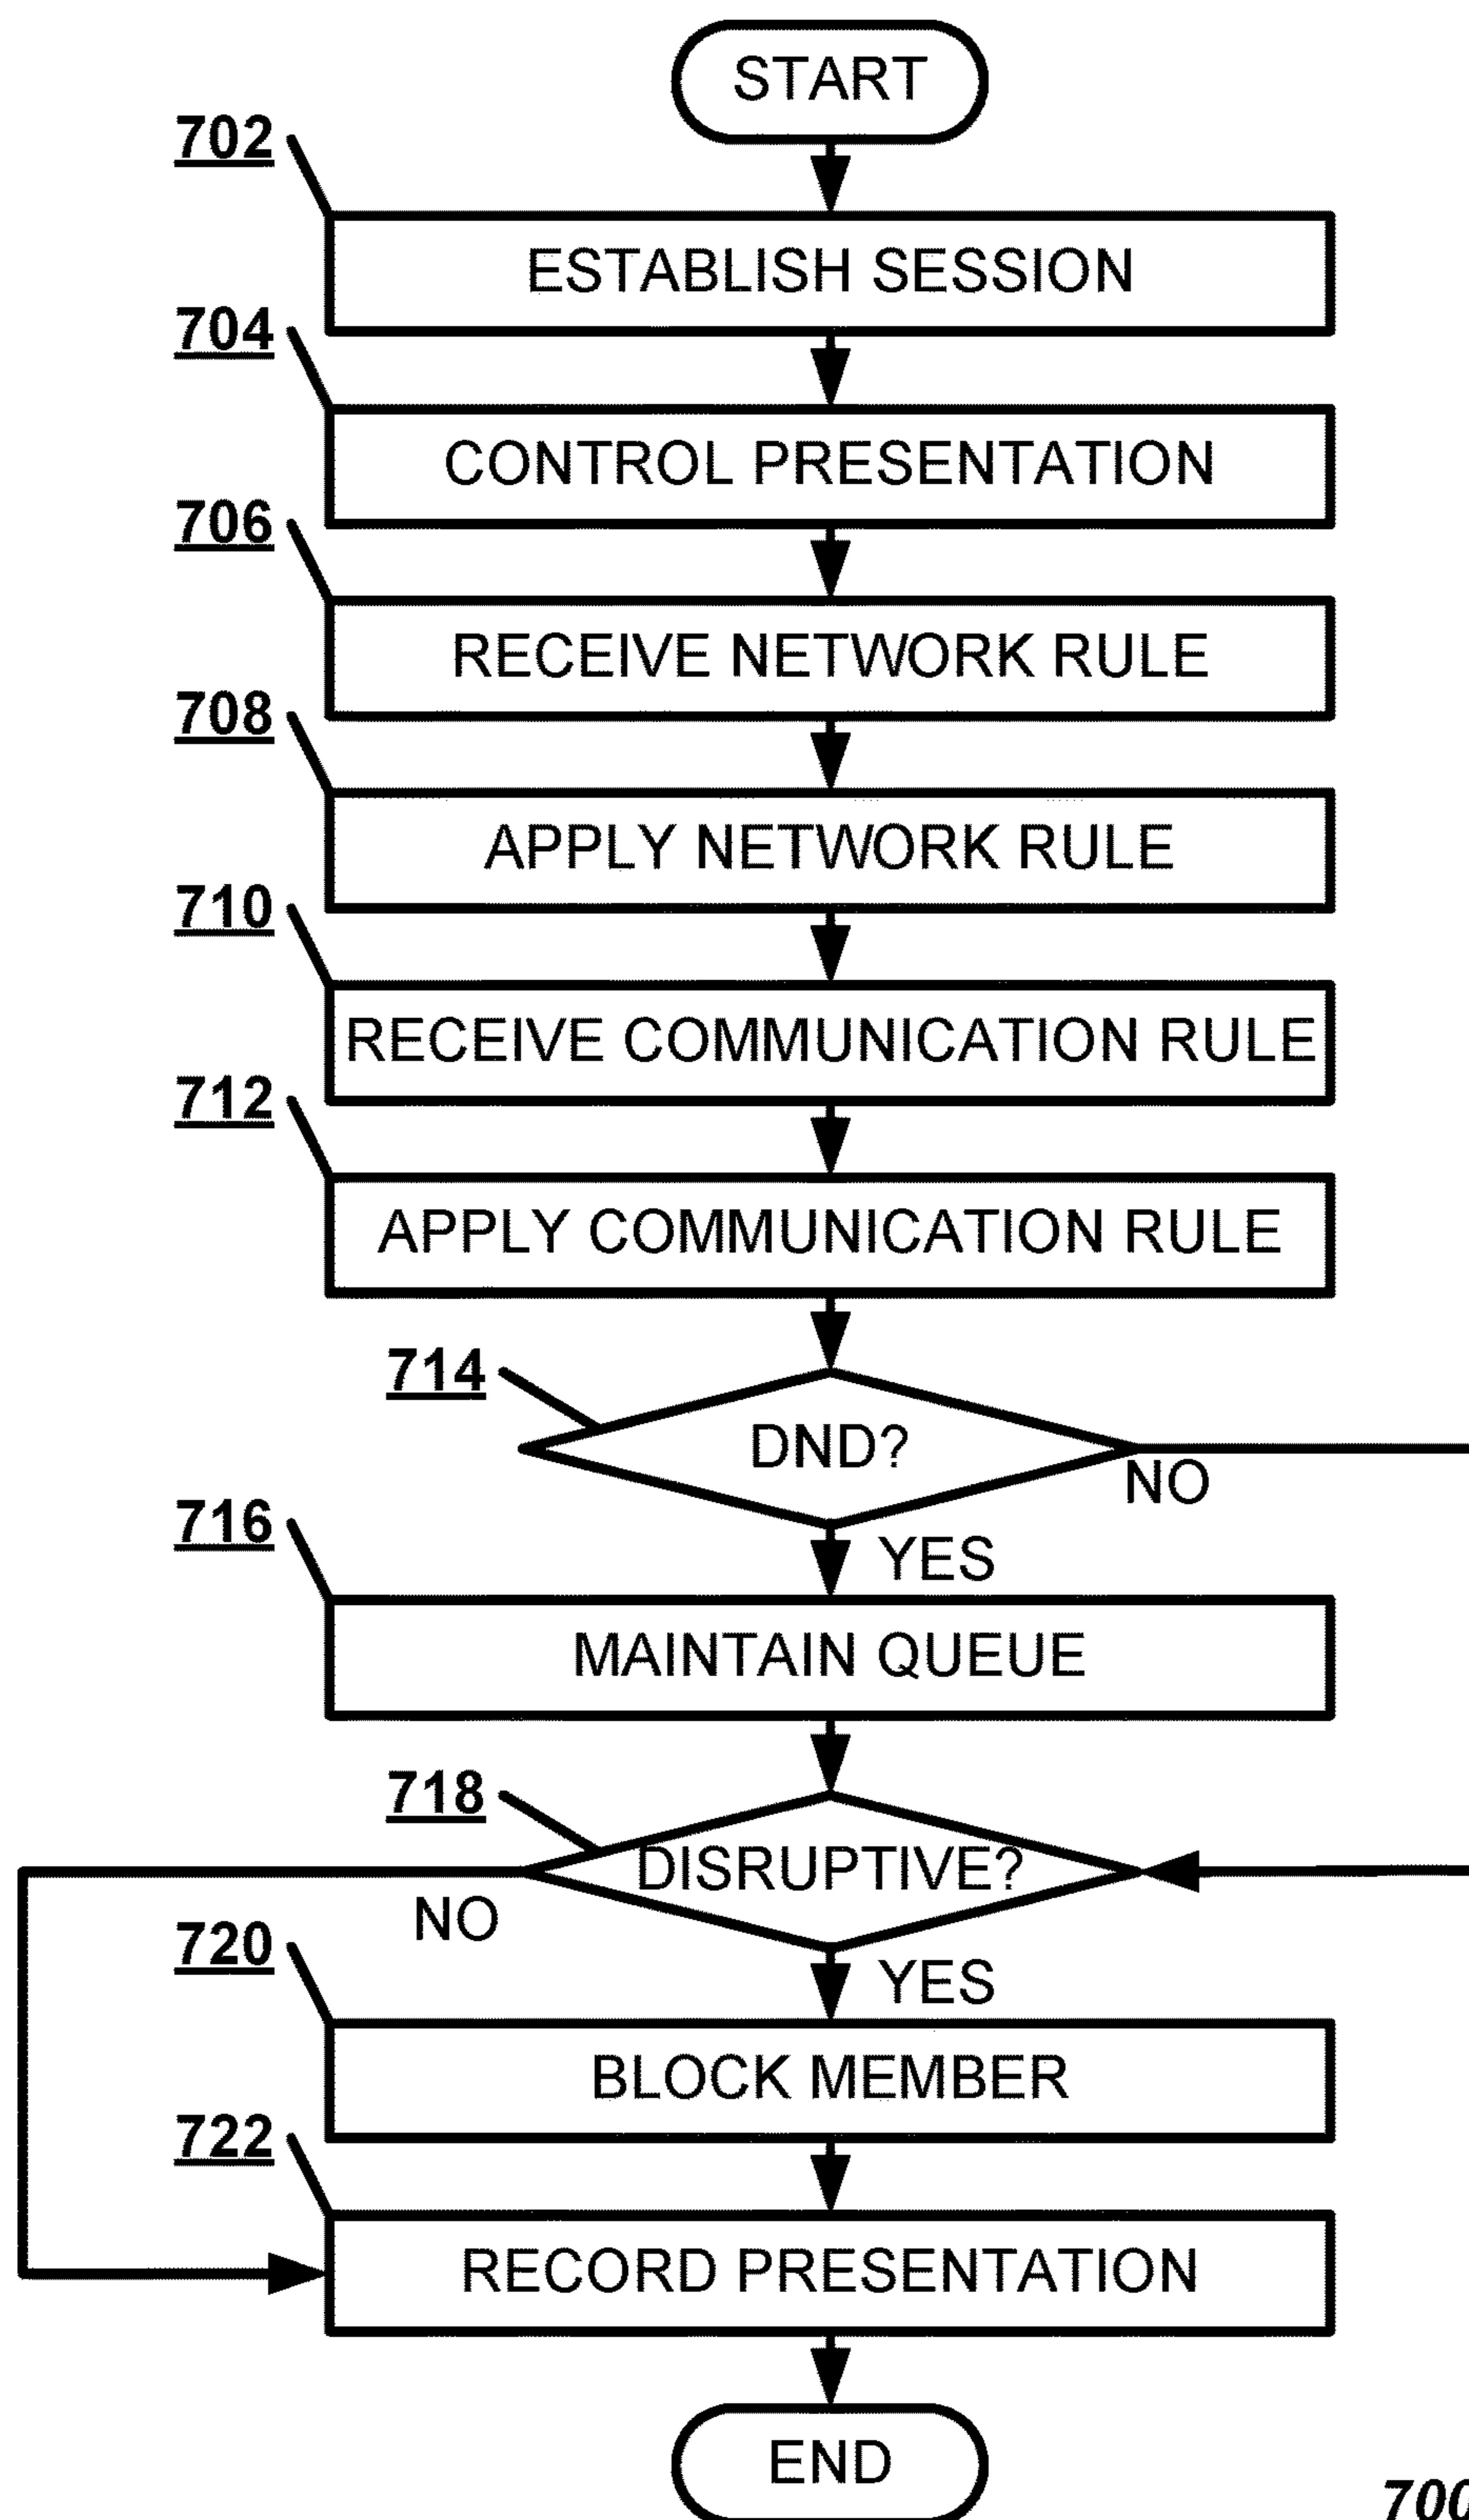 START
702
ESTABLISH SESSION
704
CONTROL PRESENTATION
706
RECEIVE NETWORK RULE
708
APPLY NETWORK RULE
710
RECEIVE COMMUNICATION RULE
712
APPLY COMMUNICATION RULE
714
DND?
NO
YES
716
MAINTAIN QUEUE
718
DISRUPTIVE?
NO
YES
720
BLOCK MEMBER
722
RECORD PRESENTATION
END
700